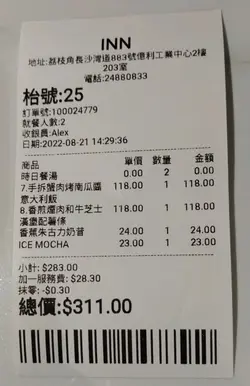 INN
地址:荔枝角長沙灣道883號億利工業中心2樓
203室
電話:24880833
枱號:25
訂單號:100024779
就餐人數:2
收銀員:Alex
日期:2022-08-21 14:29:36
商品 單價 數量 金額
時日餐湯 0.00 2 0.00
7.手拆蟹肉烤南瓜醬 118.00 1 118.00
意大利飯
8.香煎煙肉和牛芝士 118.00 1 118.00
漢堡配薯條
香蕉朱古力奶昔 24.00 1 24.00
ICE MOCHA 23.00 1 23.00
小計: $283.00
加一服務費: $28.30
抹零: -$0.30
總價:$311.00